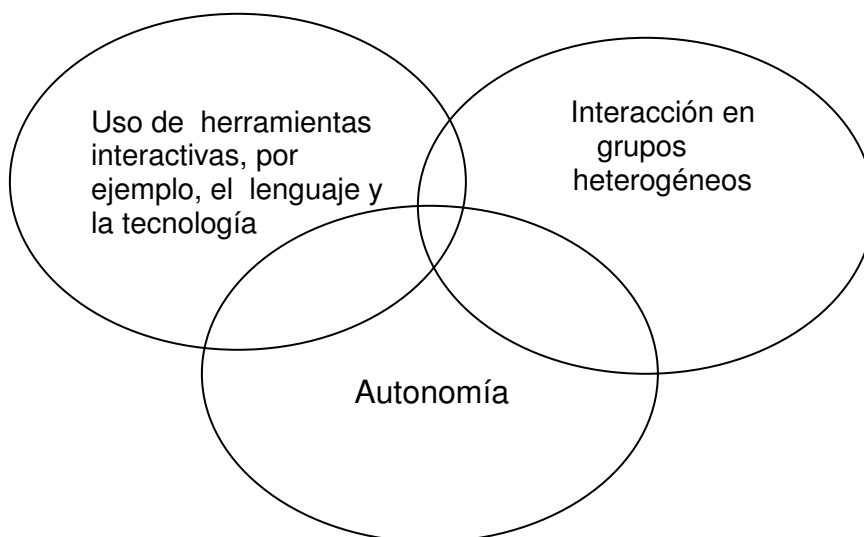 Uso de herramientas
interactivas, por
ejemplo, el lenguaje y
la tecnología
Interacción en
grupos
heterogéneos
Autonomía